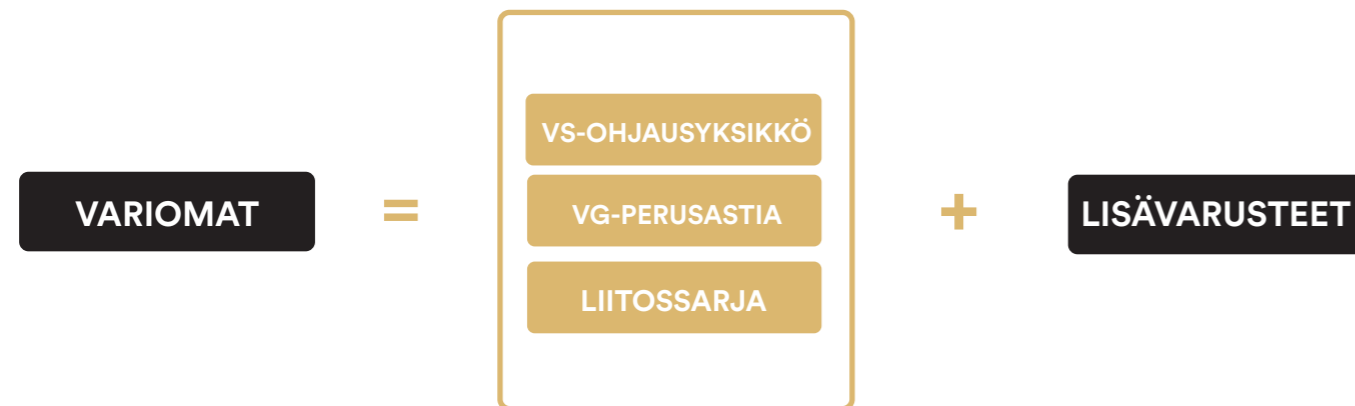 VARIOMAT
=
VS-OHJAUSYKSIKKÖ
VG-PERUSASTIA
LIITOSSARJA
+
LISÄVARUSTEET